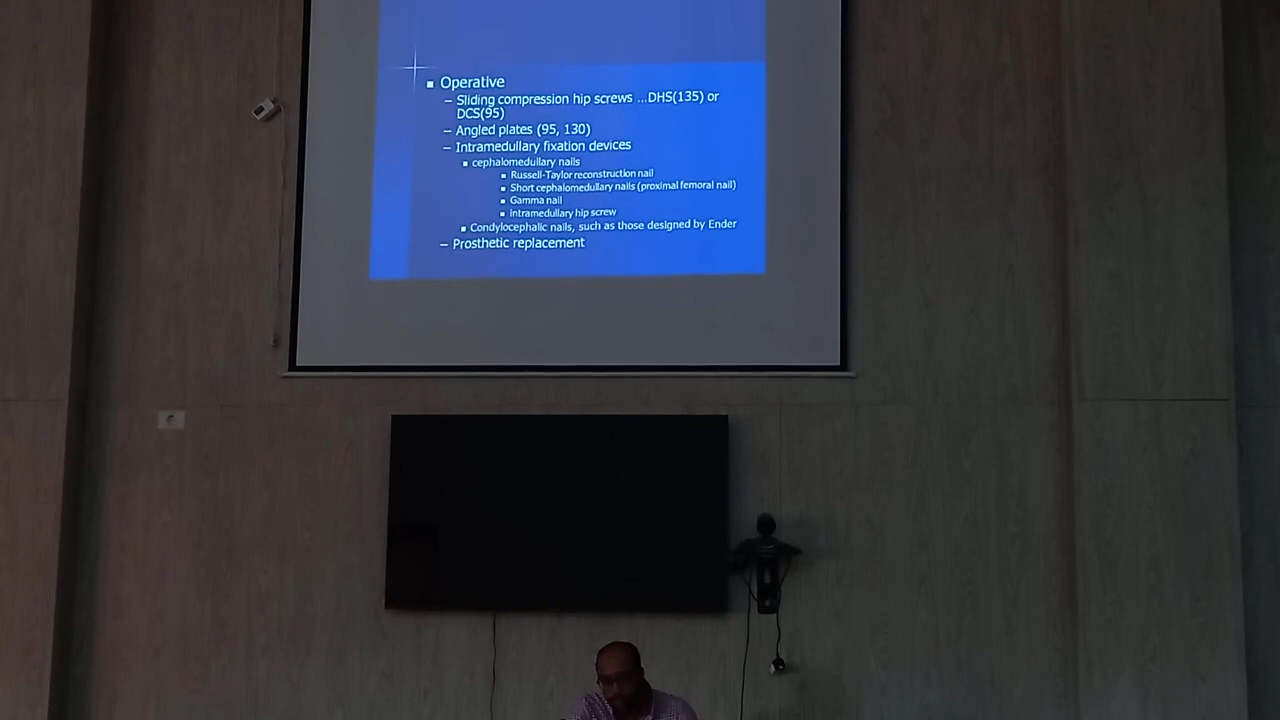 Operative
– Sliding compression hip screws ...DHS(135) or
DCS(95)
– Angled plates (95, 130)
– Intramedullary fixation devices
cephalomedullary nails
Russell-Taylor reconstruction nail
Short cephalomedullary nails (proximal femoral nail)
Gamma nail
intramedullary hip screw
Condylocephalic nails, such as those designed by Ender
– Prosthetic replacement